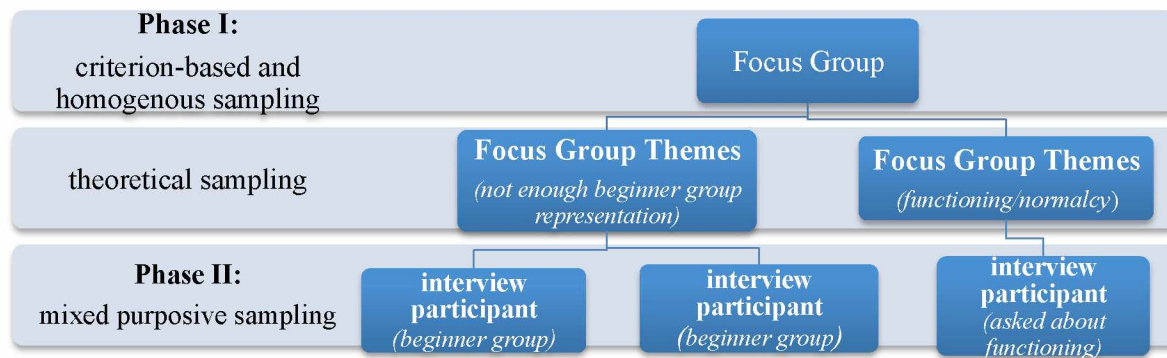 Phase I:
criterion-based and
homogenous sampling
Focus Group
theoretical sampling
Focus Group Themes
(not enough beginner group
representation)
Focus Group Themes
(functioning/normalcy)
Phase II:
mixed purposive sampling
interview
participant
(beginner group)
interview
participant
(beginner group)
interview
participant
(asked about
functioning)